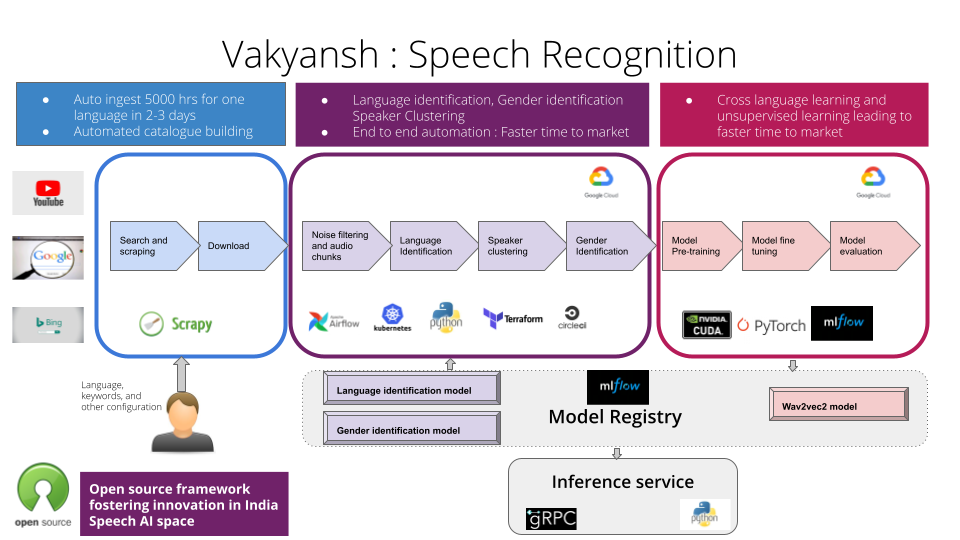 Vakyansh : Speech Recognition
● Auto ingest 5000 hrs for one
language in 2-3 days
● Automated catalogue building
● Language identification, Gender identification
Speaker Clustering
● End to end automation : Faster time to market
● Cross language learning and
unsupervised learning leading to
faster time to market
YouTube
Google
Bing
Google Cloud
Google Cloud
Search and
scraping
Download
Noise filtering
and audio
chunks
Language
Identification
Speaker
clustering
Gender
Identification
Model
Pre-training
Model fine
tuning
Model
evaluation
Scrapy
Apache
Airflow
kubernetes
python
Terraform
circleci
NVIDIA.
CUDA.
PyTorch
mlflow
Language,
keywords, and
other configuration
Language identification model
Gender identification model
mlflow
Model Registry
Wav2vec2 model
Inference service
gRPC
python
open source
Open source framework
fostering innovation in India
Speech AI space